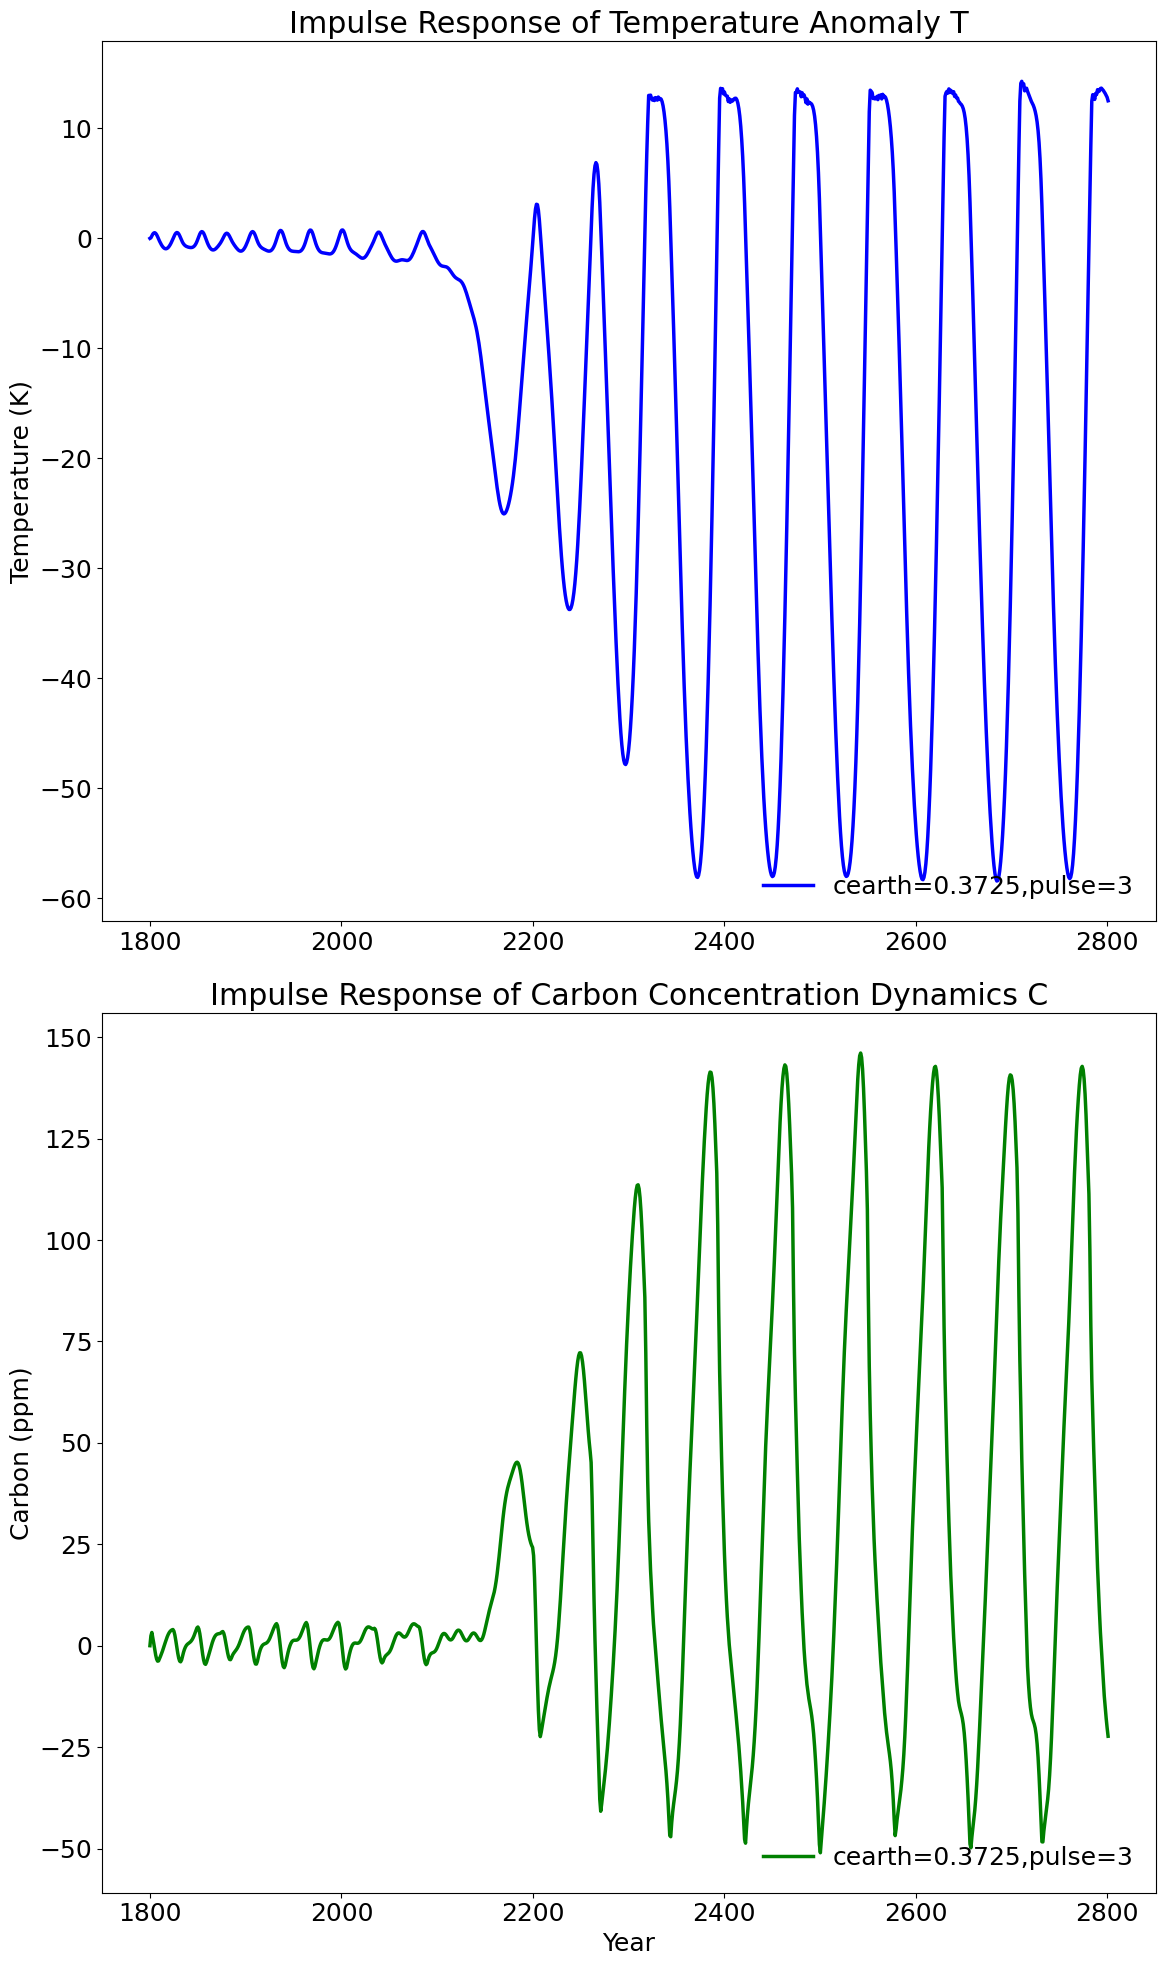 Impulse Response of Temperature Anomaly T
Temperature (K)
10
0
−10
−20
−30
−40
−50
−60
cearth=0.3725,pulse=3
1800 2000 2200 2400 2600 2800
Impulse Response of Carbon Concentration Dynamics C
Carbon (ppm)
150
125
100
75
50
25
0
−25
−50
cearth=0.3725,pulse=3
1800 2000 2200 2400 2600 2800
Year